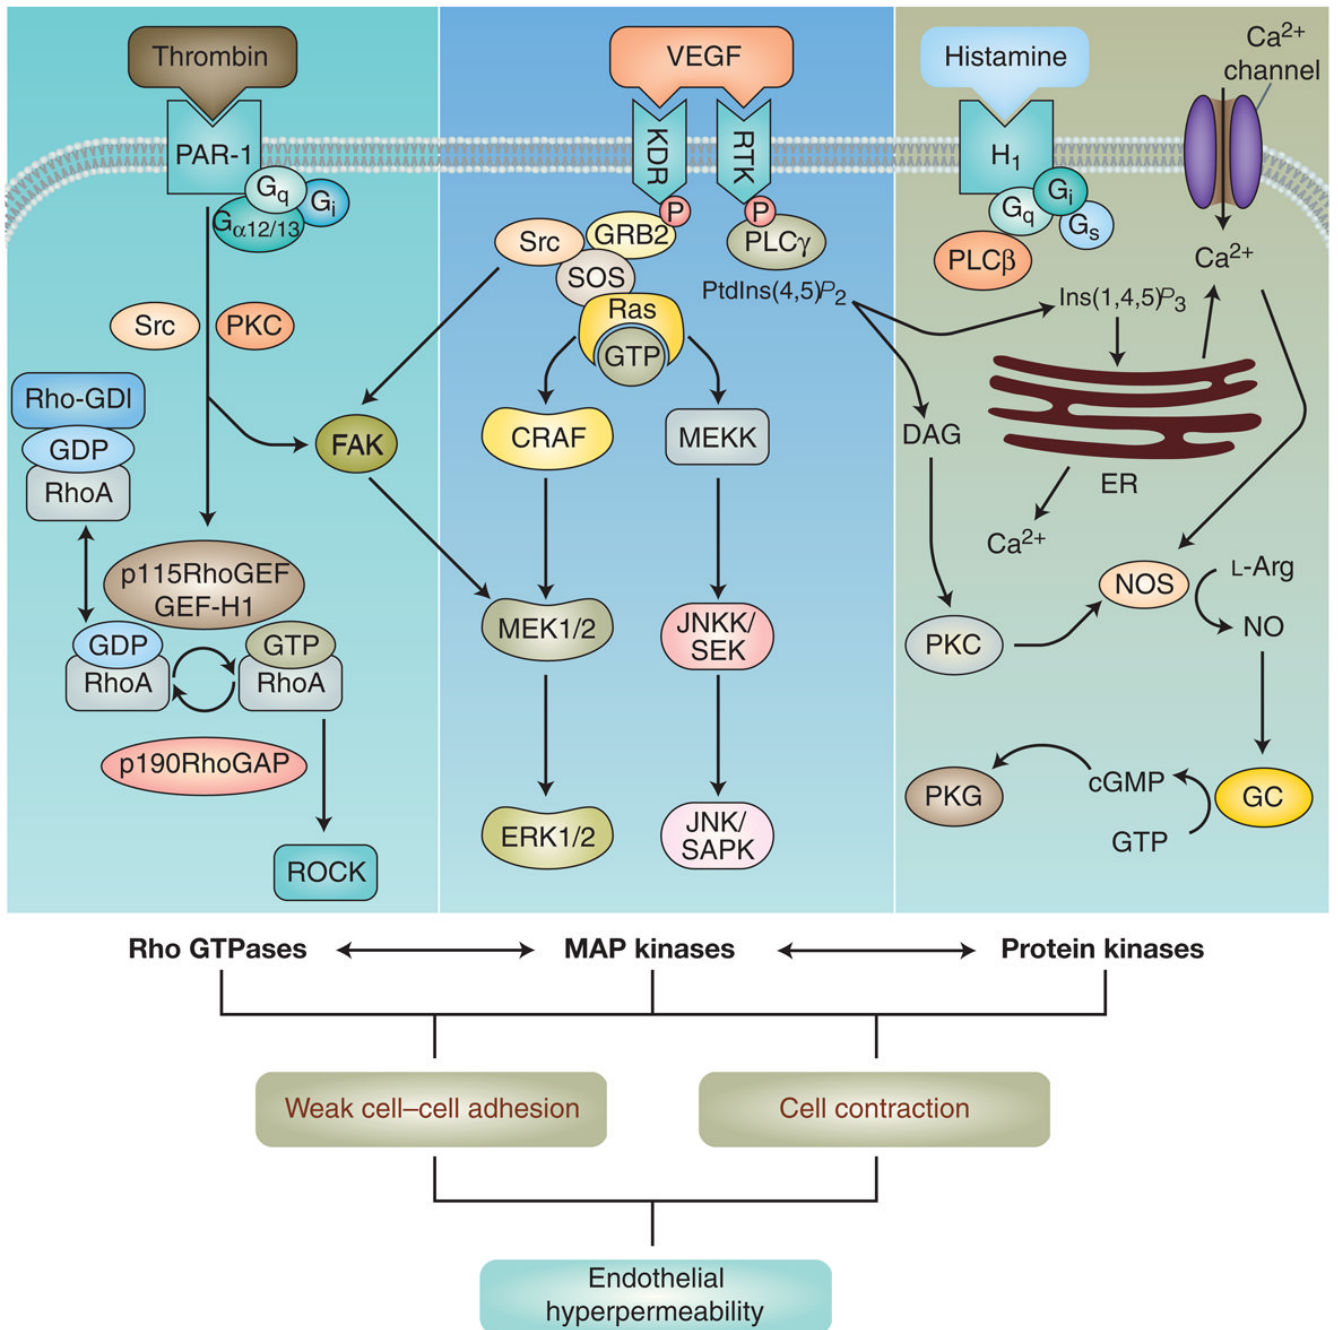 Thrombin
PAR-1
Gq
Gi
Gα12/13
Src
PKC
Rho-GDI
GDP
RhoA
FAK
p115RhoGEF
GEF-H1
GDP
RhoA
GTP
RhoA
p190RhoGAP
ROCK
VEGF
KDR
RTK
P
P
Src
GRB2
SOS
PLCγ
PtdIns(4,5)P2
Ras
GTP
CRAF
MEKK
MEK1/2
JNKK/
SEK
ERK1/2
JNK/
SAPK
Histamine
Ca2+
channel
H1
Gq
Gi
Gs
PLCβ
Ca2+
Ins(1,4,5)P3
DAG
ER
Ca2+
NOS
L-Arg
NO
PKC
PKG
cGMP
GTP
GC
Rho GTPases
MAP kinases
Protein kinases
Weak cell–cell adhesion
Cell contraction
Endothelial
hyperpermeability